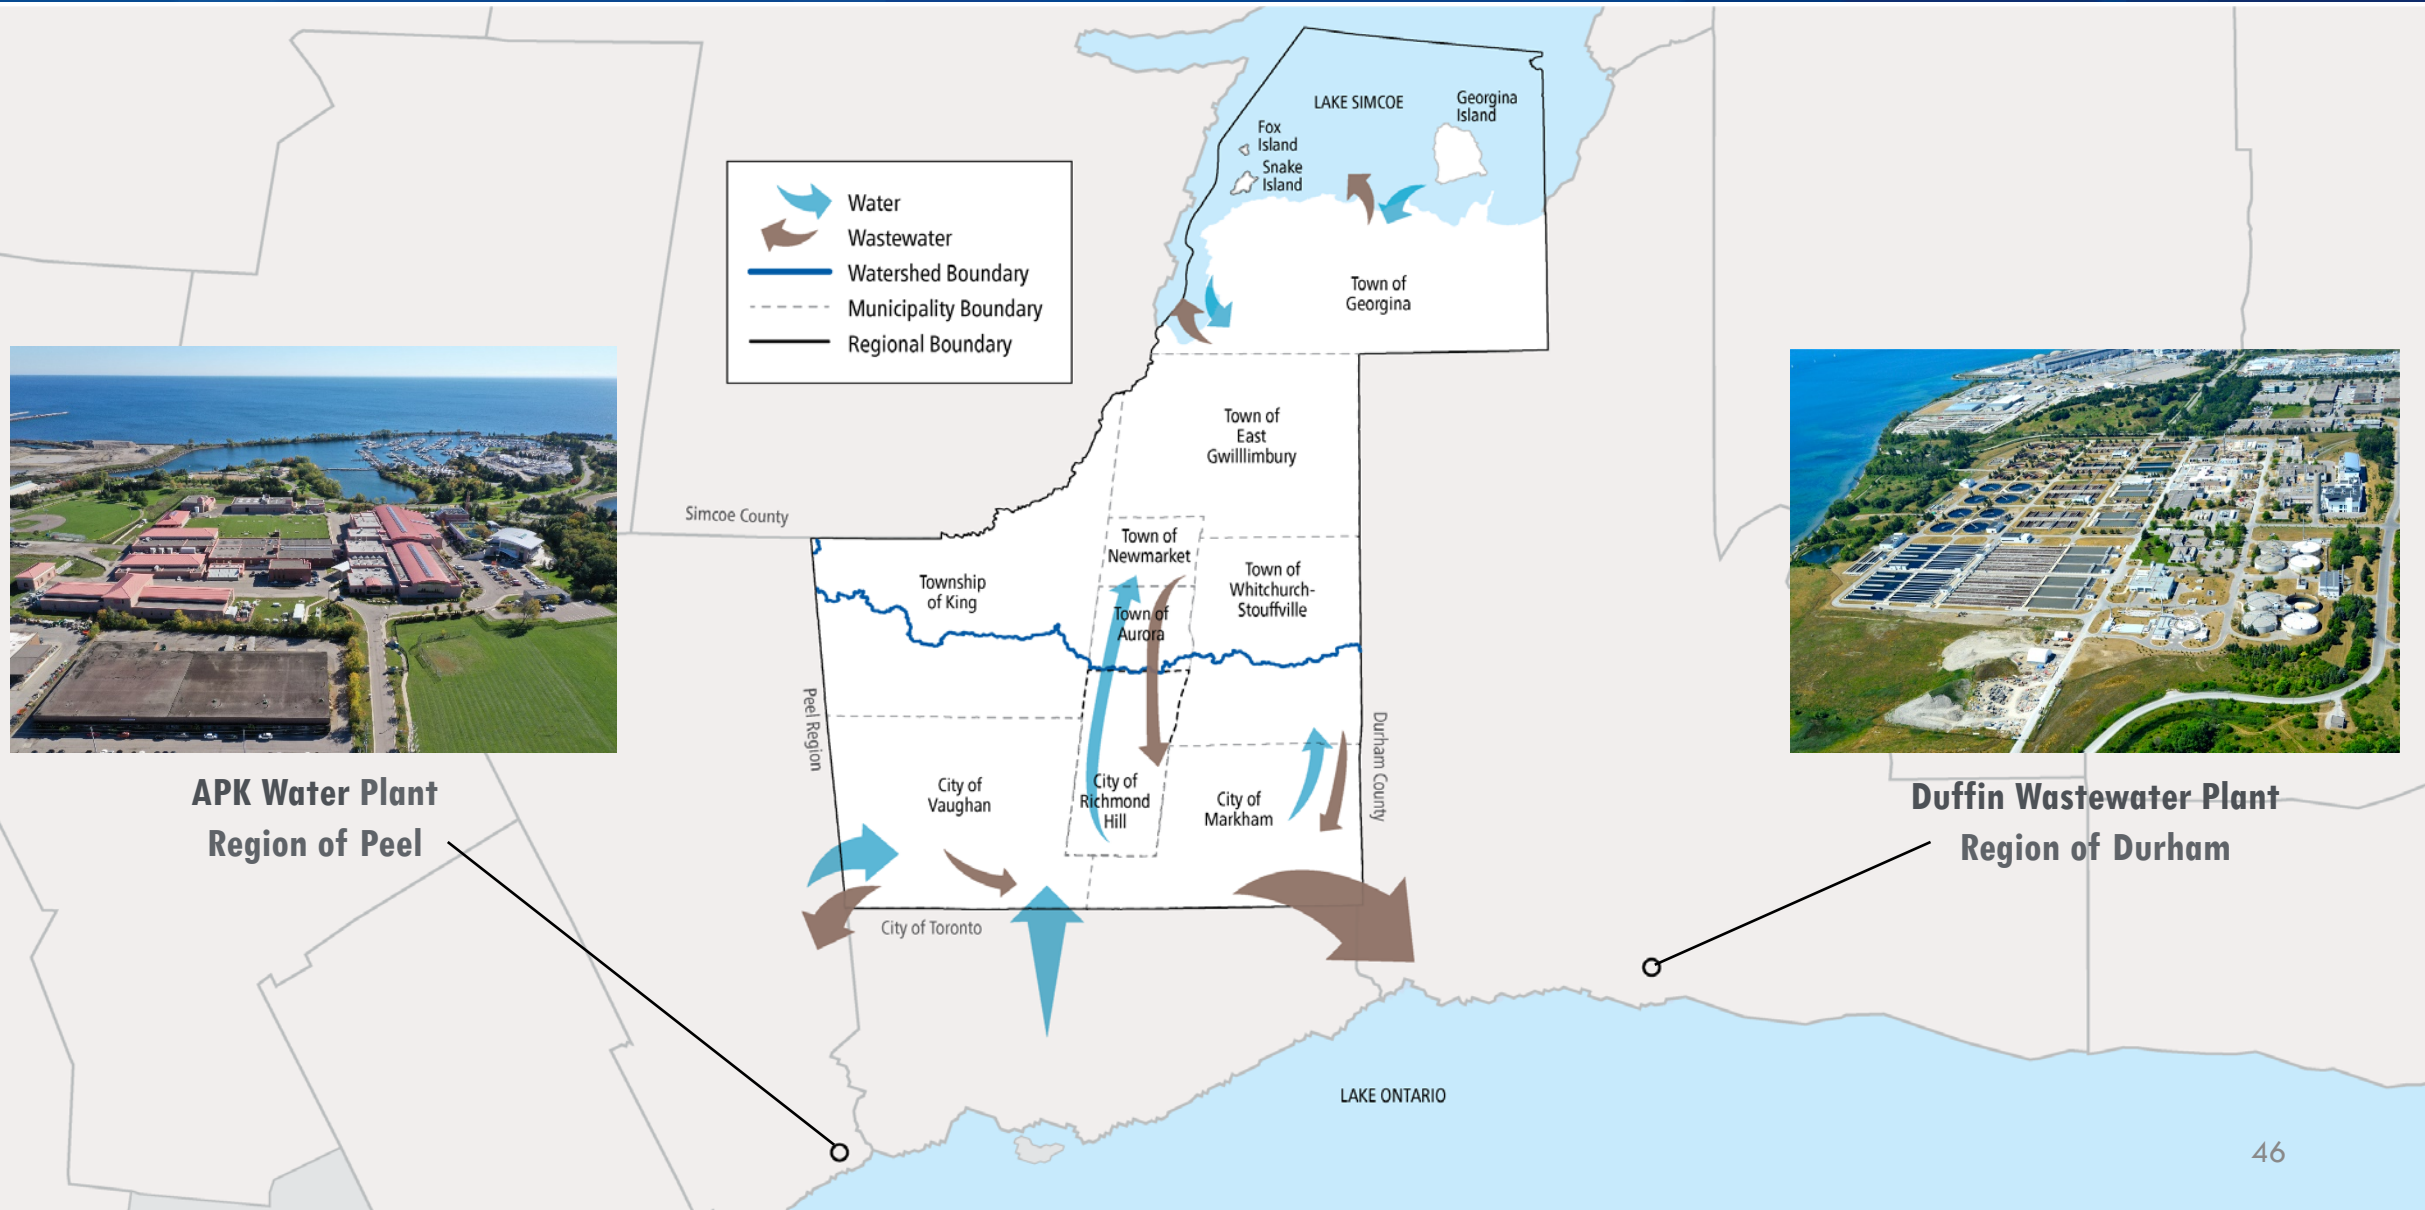 LAKE SIMCOE
Georgina
Island
Fox
Island
Snake
Island
Water
Wastewater
Watershed Boundary
Municipality Boundary
Regional Boundary
Town of
Georgina
Town of
East
Gwilllimbury
Simcoe County
Town of
Newmarket
Township
of King
Town of
Whitchurch-
Stouffville
Town of
Aurora
Peel Region
Durham County
City of
Vaughan
City of
Richmond
Hill
City of
Markham
APK Water Plant
Region of Peel
Duffin Wastewater Plant
Region of Durham
City of Toronto
LAKE ONTARIO
46